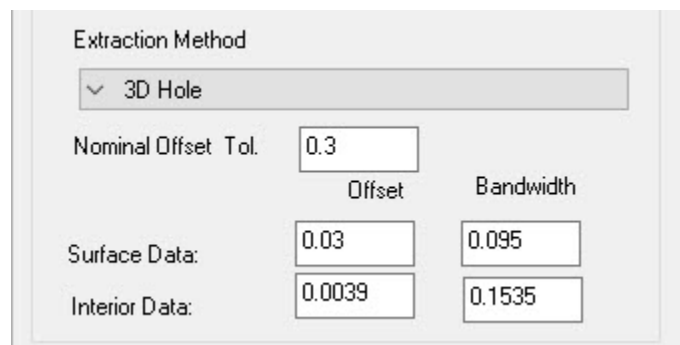 Extraction Method
3D Hole
Nominal Offset Tol. 0.3
Offset Bandwidth
Surface Data: 0.03 0.095
Interior Data: 0.0039 0.1535